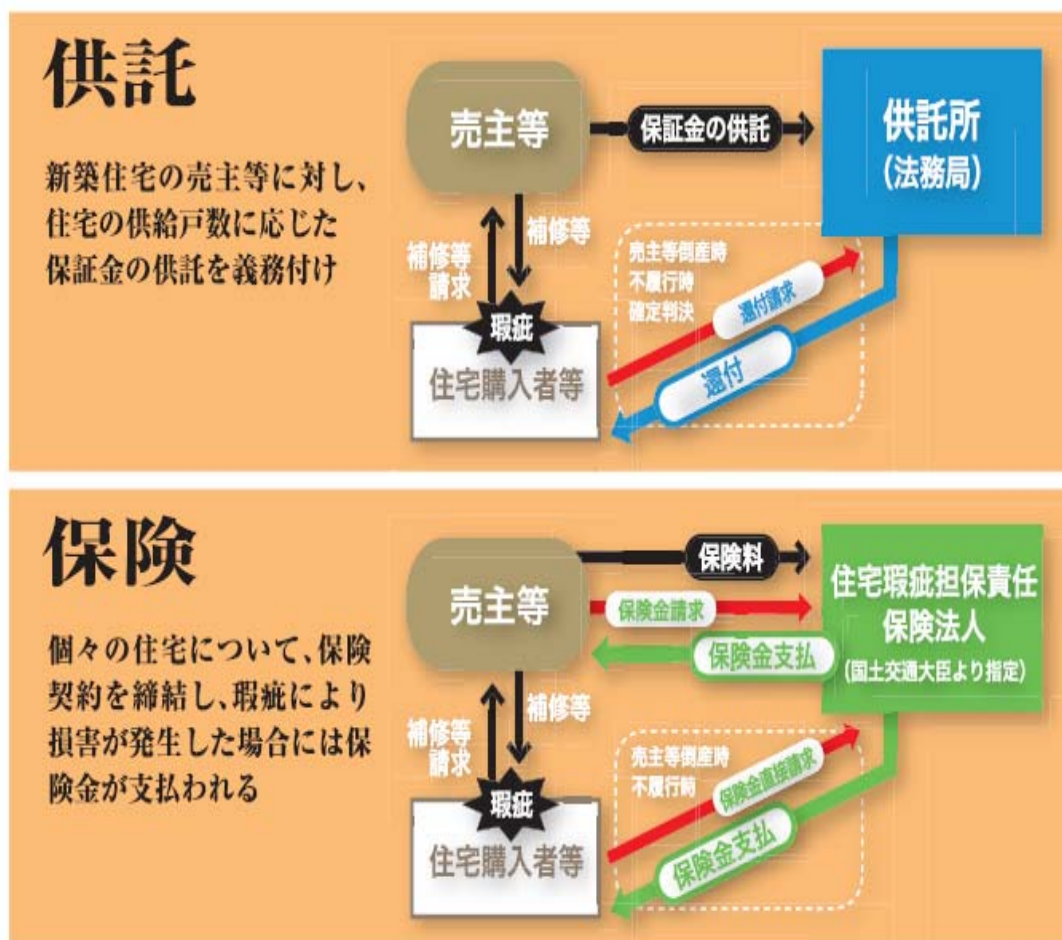 供託
新築住宅の売主等に対し、
住宅の供給戸数に応じた
保証金の供託を義務付け
売主等
保証金の供託
供託所
(法務局)
補修等
請求
補修等
瑕疵
住宅購入者等
売主等倒産時
不履行時
確定判決
還付請求
還付
保険
個々の住宅について、保険
契約を締結し、瑕疵により
損害が発生した場合には保
険金が支払われる
売主等
保険料
保険金請求
保険金支払
住宅瑕疵担保責任
保険法人
(国土交通大臣より指定)
補修等
請求
補修等
瑕疵
住宅購入者等
売主等倒産時
不履行時
保険金直接請求
保険金支払